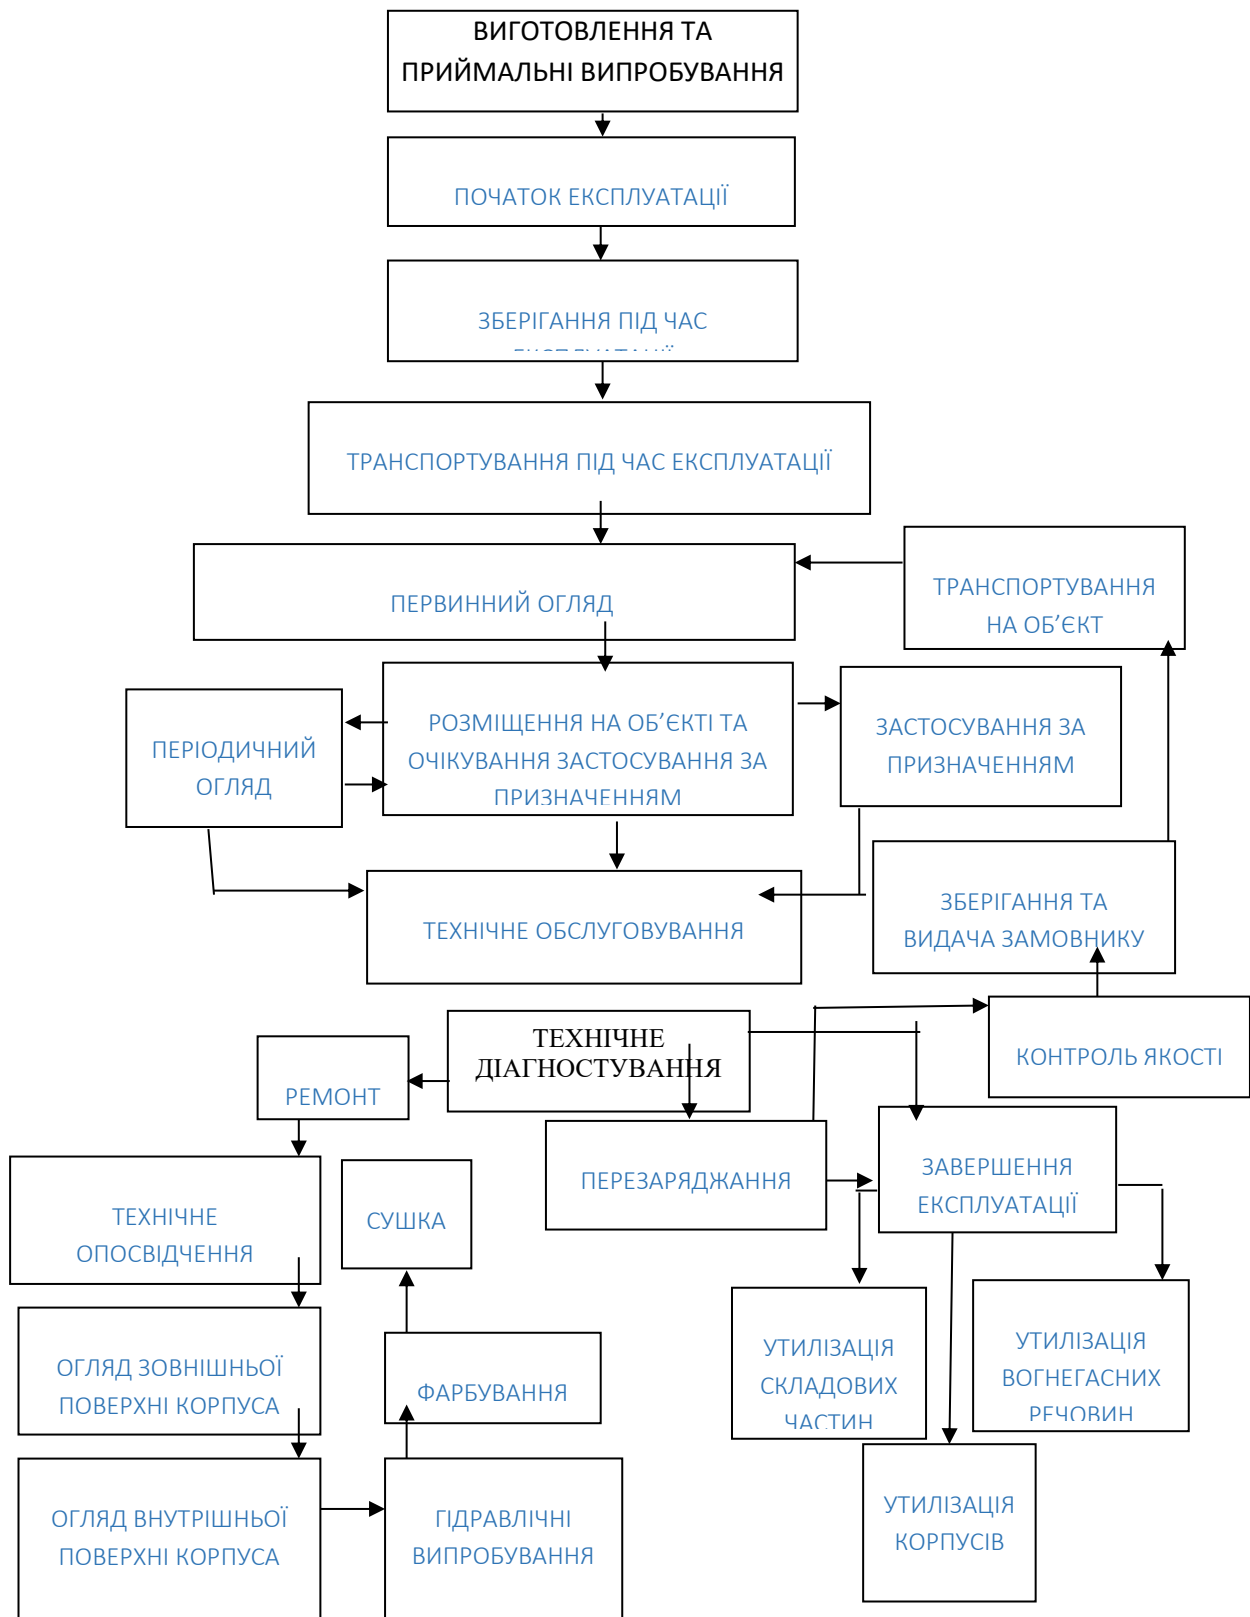 ВИГОТОВЛЕННЯ ТА
ПРИЙМАЛЬНІ ВИПРОБУВАННЯ
ПОЧАТОК ЕКСПЛУАТАЦІЇ
ЗБЕРІГАННЯ ПІД ЧАС
ЕКСПЛУАТАЦІЇ
ТРАНСПОРТУВАННЯ ПІД ЧАС ЕКСПЛУАТАЦІЇ
ПЕРВИННИЙ ОГЛЯД
ТРАНСПОРТУВАННЯ
НА ОБ’ЄКТ
ПЕРІОДИЧНИЙ
ОГЛЯД
РОЗМІЩЕННЯ НА ОБ’ЄКТІ ТА
ОЧІКУВАННЯ ЗАСТОСУВАННЯ ЗА
ПРИЗНАЧЕННЯМ
ЗАСТОСУВАННЯ ЗА
ПРИЗНАЧЕННЯМ
ТЕХНІЧНЕ ОБСЛУГОВУВАННЯ
ЗБЕРІГАННЯ ТА
ВИДАЧА ЗАМОВНИКУ
ТЕХНІЧНЕ
ДІАГНОСТУВАННЯ
КОНТРОЛЬ ЯКОСТІ
РЕМОНТ
ПЕРЕЗАРЯДЖАННЯ
ЗАВЕРШЕННЯ
ЕКСПЛУАТАЦІЇ
ТЕХНІЧНЕ
ОПОСВІДЧЕННЯ
СУШКА
ОГЛЯД ЗОВНІШНЬОЇ
ПОВЕРХНІ КОРПУСА
ФАРБУВАННЯ
УТИЛІЗАЦІЯ
СКЛАДОВИХ
ЧАСТИН
УТИЛІЗАЦІЯ
ВОГНЕГАСНИХ
РЕЧОВИН
ОГЛЯД ВНУТРІШНЬОЇ
ПОВЕРХНІ КОРПУСА
ГІДРАВЛІЧНІ
ВИПРОБУВАННЯ
УТИЛІЗАЦІЯ
КОРПУСІВ